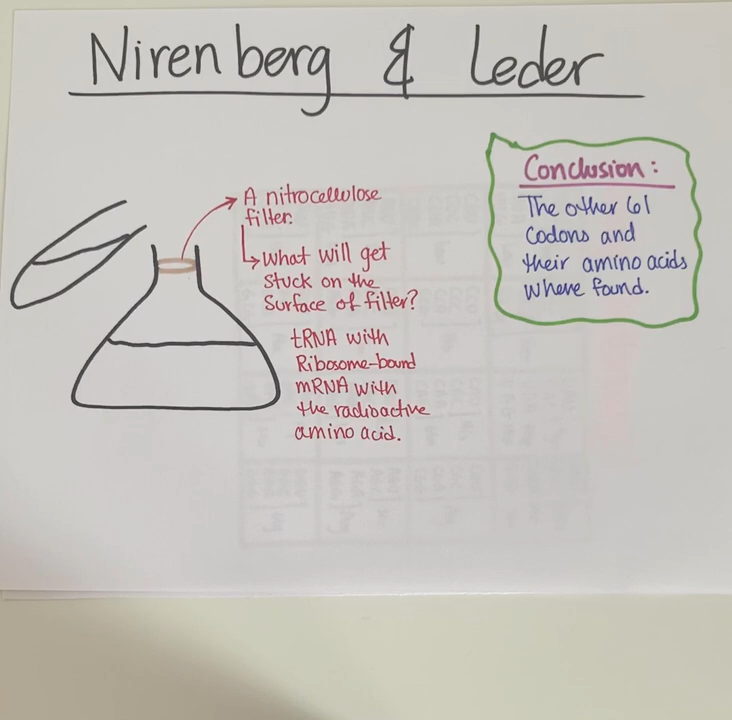 Nirenberg & Leder
A nitrocellulose
filter.
what will get
stuck on the
Surface of filter?
tRNA with
Ribosome-bound
mRNA with
the radioactive
amino acid.
Conclusion:
The other 61
Codons and
their amino acids
where found.